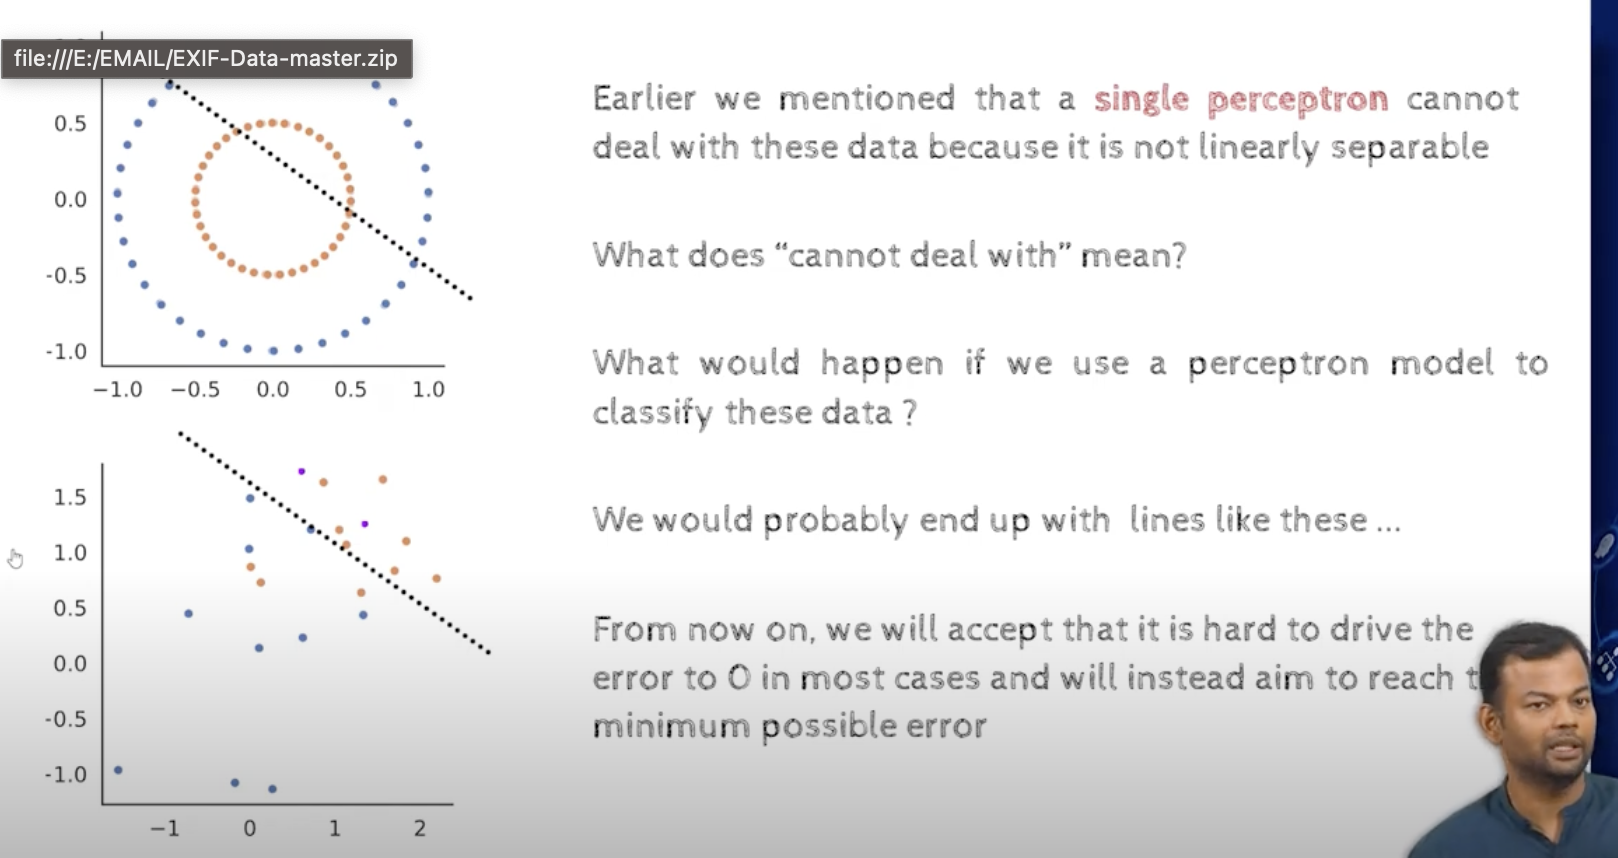 file:///E:/EMAIL/EXIF-Data-master.zip
0.5
0.0
-0.5
-1.0
−1.0 −0.5 0.0 0.5 1.0
Earlier we mentioned that a single perceptron cannot
deal with these data because it is not linearly separable
What does “cannot deal with” mean?
What would happen if we use a perceptron model to
classify these data ?
We would probably end up with lines like these ...
From now on, we will accept that it is hard to drive the
error to 0 in most cases and will instead aim to reach
minimum possible error
1.5
1.0
0.5
0.0
-0.5
-1.0
−1 0 1 2